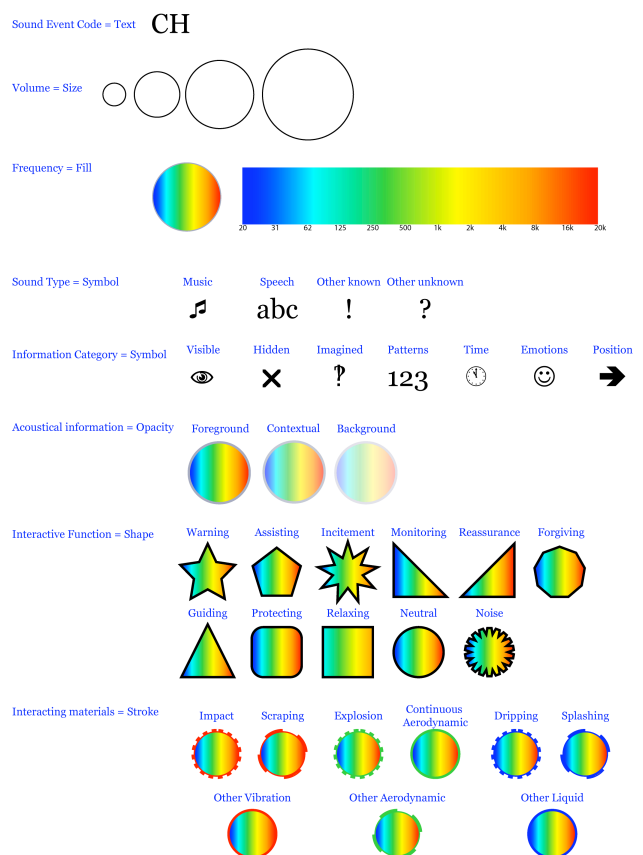 Sound Event Code = Text CH
Volume = Size
Frequency = Fill
20 31 62 125 250 500 1k 2k 4k 8k 16k 20k
Sound Type = Symbol Music Speech Other known Other unknown
abc ! ?
Information Category = Symbol Visible Hidden Imagined Patterns Time Emotions Position
‽ 123
Acoustical information = Opacity Foreground Contextual Background
Interactive Function = Shape Warning Assisting Incitement Monitoring Reassurance Forgiving
Guiding Protecting Relaxing Neutral Noise
Interacting materials = Stroke Impact Scraping Explosion Continuous Aerodynamic Dripping Splashing
Other Vibration Other Aerodynamic Other Liquid